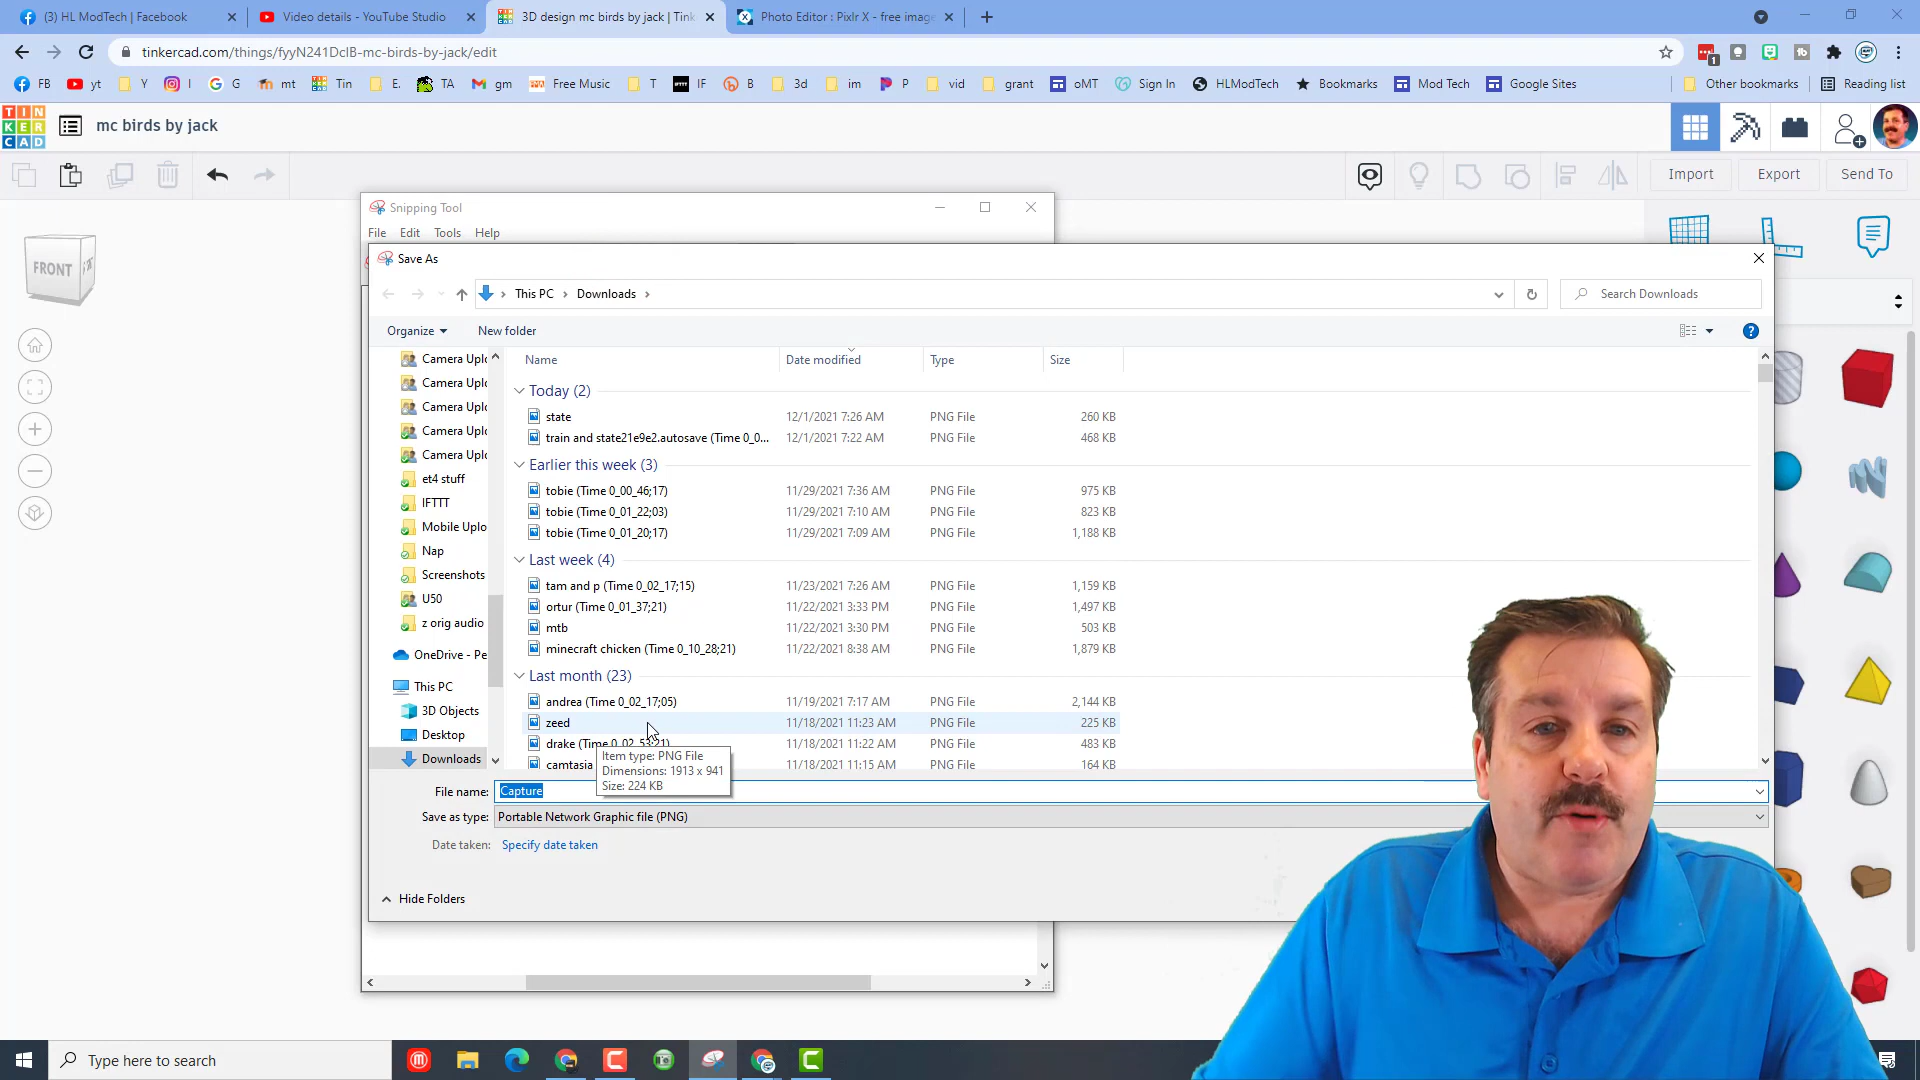 (3) HL ModTech | Facebook
Video details - YouTube Studio
3D design mc birds by jack | Tink
Photo Editor : Pixlr X - free image
tinkercad.com/things/fyyN241DclB-mc-birds-by-jack/edit
FB yt Y I G mt Tin E. TA gm Free Music T IF B 3d im P vid grant oMT Sign In HLModTech Bookmarks Mod Tech Google Sites Other bookmarks Reading list
TIN
KER
CAD
mc birds by jack
Import Export Send To
FRONT
Snipping Tool
File Edit Tools Help
Save As
This PC > Downloads >
Search Downloads
Organize New folder
Name Date modified Type Size
Camera Uplo
Camera Uplo
Camera Uplo
Camera Uplo
Camera Uplo
et4 stuff
IFTTT
Mobile Uplo
Nap
Screenshots
U50
z orig audio
OneDrive - Pe
This PC
3D Objects
Desktop
Downloads
Today (2)
state 12/1/2021 7:26 AM PNG File 260 KB
train and state21e9e2.autosave (Time 0_0... 12/1/2021 7:22 AM PNG File 468 KB
Earlier this week (3)
tobie (Time 0_00_46;17) 11/29/2021 7:36 AM PNG File 975 KB
tobie (Time 0_01_22;03) 11/29/2021 7:10 AM PNG File 823 KB
tobie (Time 0_01_20;17) 11/29/2021 7:09 AM PNG File 1,188 KB
Last week (4)
tam and p (Time 0_02_17;15) 11/23/2021 7:26 AM PNG File 1,159 KB
ortur (Time 0_01_37;21) 11/22/2021 3:33 PM PNG File 1,497 KB
mtb 11/22/2021 3:30 PM PNG File 503 KB
minecraft chicken (Time 0_10_28;21) 11/22/2021 8:38 AM PNG File 1,879 KB
Last month (23)
andrea (Time 0_02_17;05) 11/19/2021 7:17 AM PNG File 2,144 KB
zeed 11/18/2021 11:23 AM PNG File 225 KB
drake (Time 0_02_53;21) 11/18/2021 11:22 AM PNG File 483 KB
camtasia 11/18/2021 11:15 AM PNG File 164 KB
Item type: PNG File
Dimensions: 1913 x 941
Size: 224 KB
File name: Capture
Save as type: Portable Network Graphic file (PNG)
Date taken: Specify date taken
Hide Folders
Type here to search